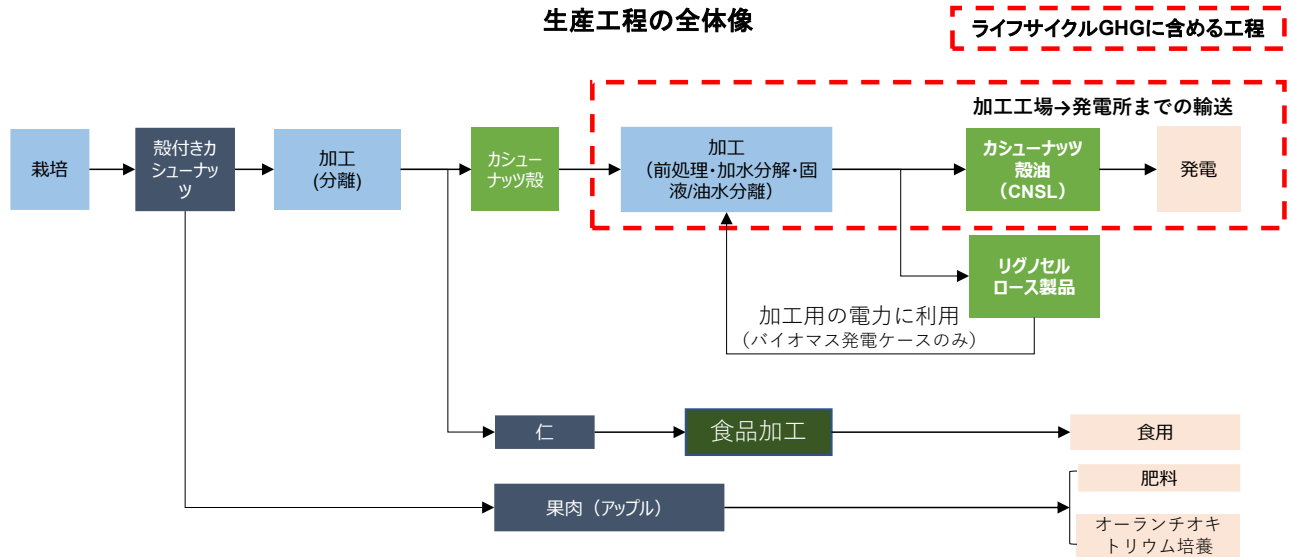 生産工程の全体像
ライフサイクルGHGに含める工程
加工工場→発電所までの輸送
栽培
殻付きカ
シューナッ
ツ
加工
(分離)
カシュー
ナッツ殻
加工
（前処理・加水分解・固
液/油水分離）
カシューナッツ
殻油
（CNSL）
発電
リグノセル
ロース製品
加工用の電力に利用
（バイオマス発電ケースのみ）
仁
食品加工
食用
果肉（アップル）
肥料
オーランチオキ
トリウム培養